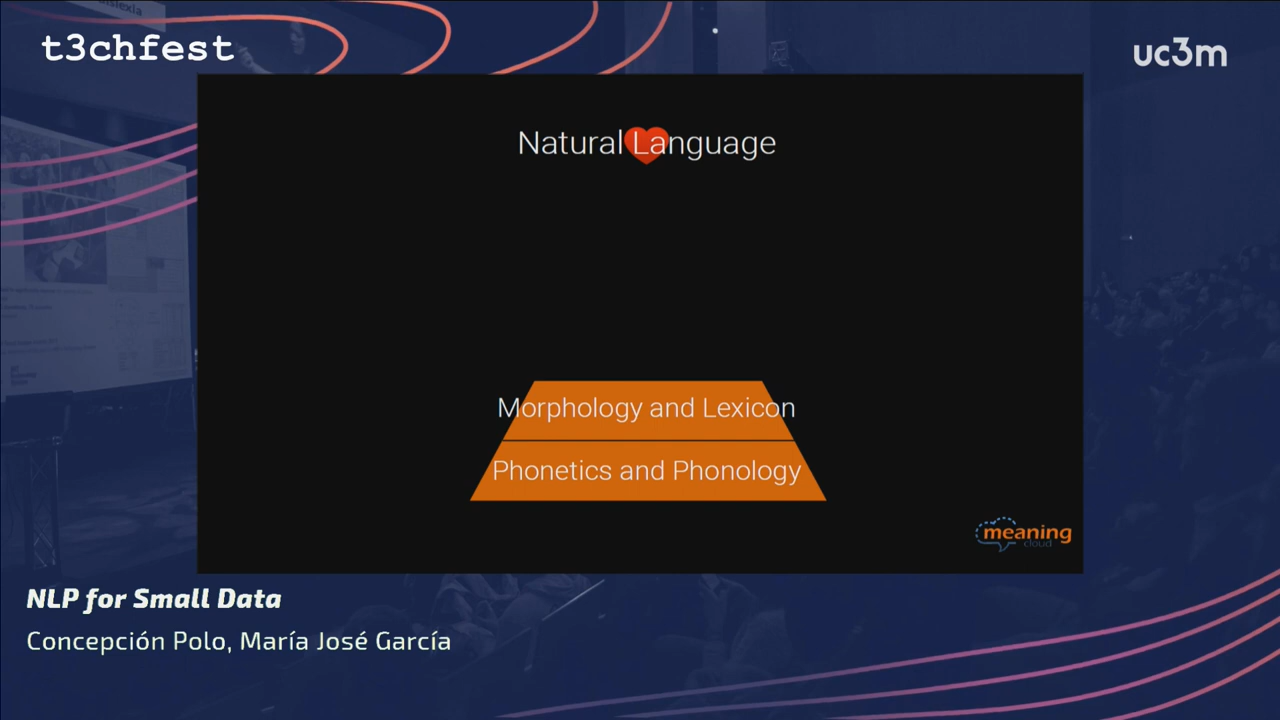 t3chfest
uc3m
Natural Language
Morphology and Lexicon
Phonetics and Phonology
meaning
cloud
NLP for Small Data
Concepción Polo, María José García